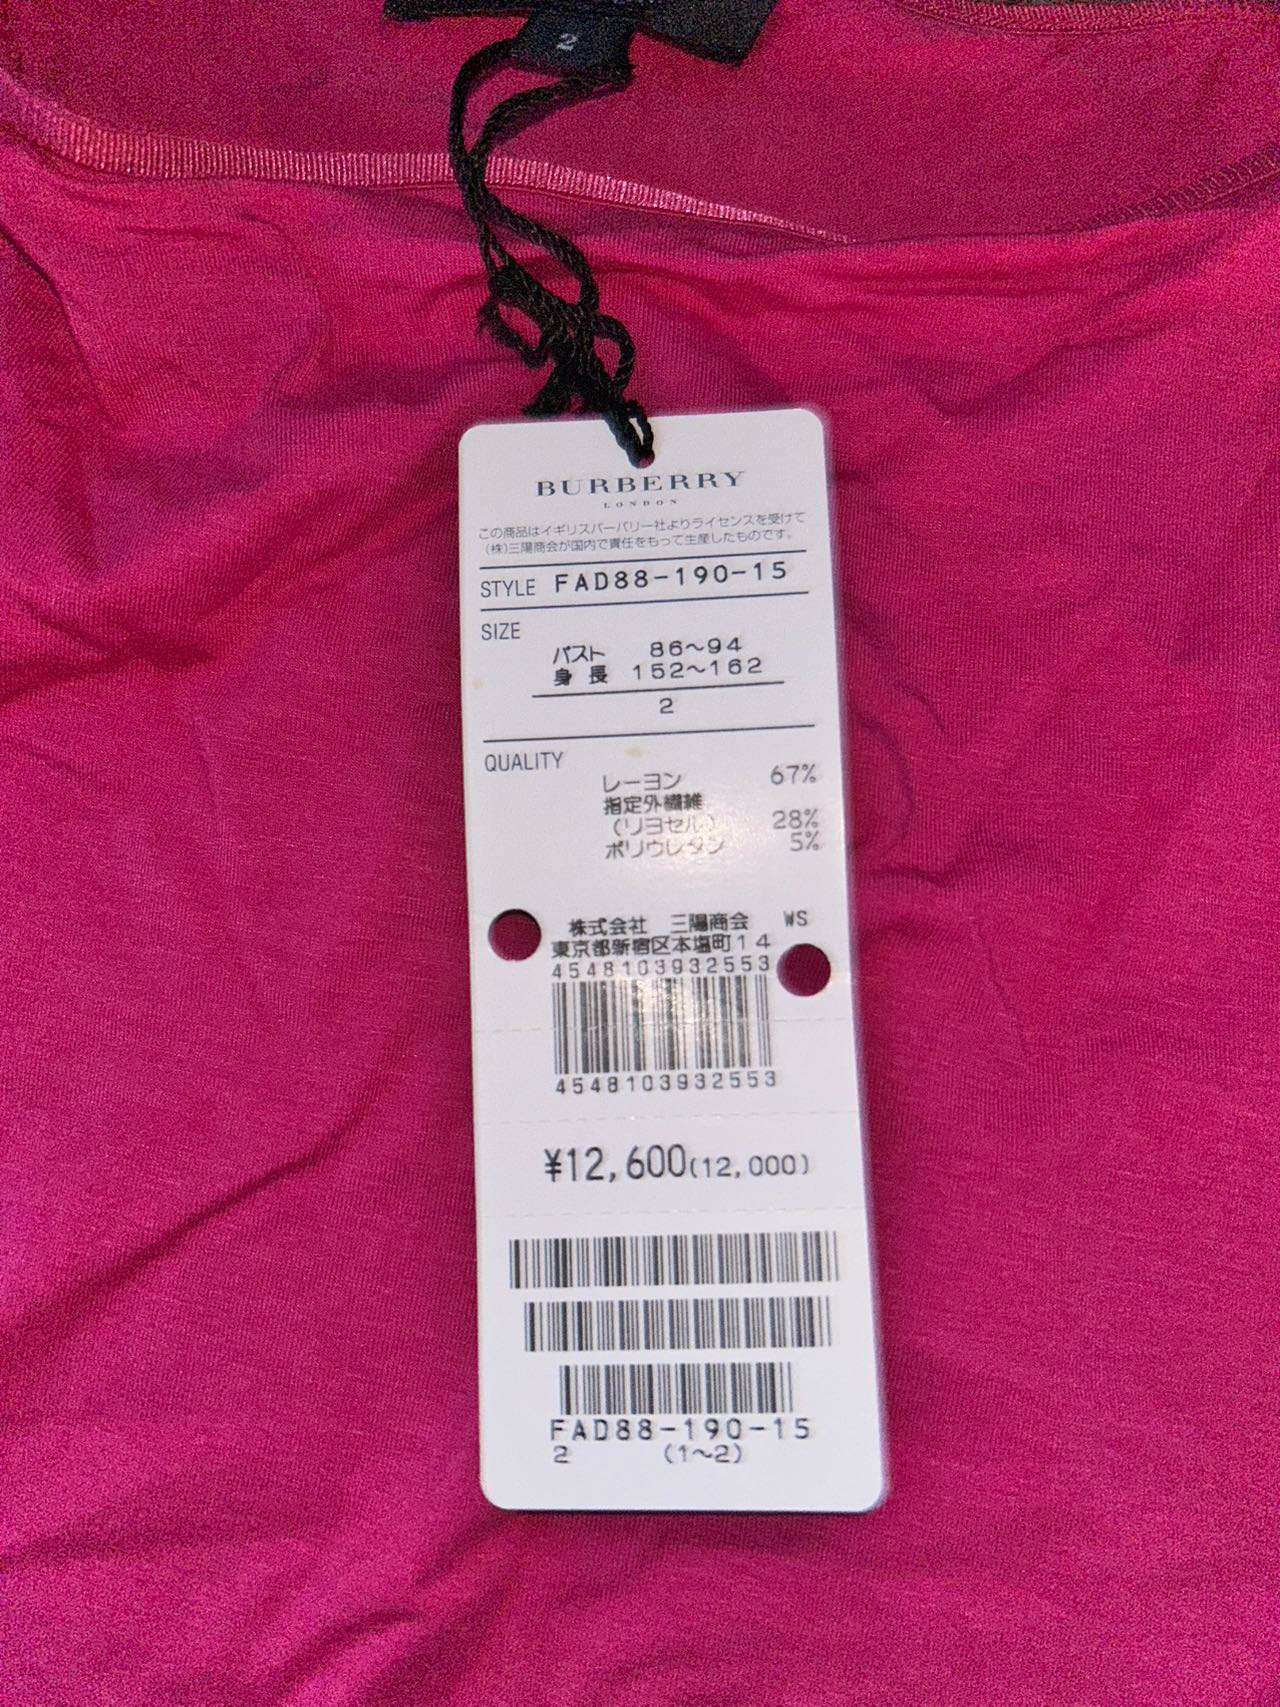 2
BURBERRY
LONDON
この商品はイギリスバーバリー社よりライセンスを受けて
(株)三陽商会が国内で責任をもって生産したものです。
STYLE FAD88-190-15
SIZE
バスト 86~94
身長 152~162
2
QUALITY
レーヨン 67%
指定外繊維
(リヨセル) 28%
ポリウレタン 5%
株式会社 三陽商会 WS
東京都新宿区本塩町14
4548103932553
4548103932553
¥12,600(12,000)
FAD88-190-15
2 (1~2)